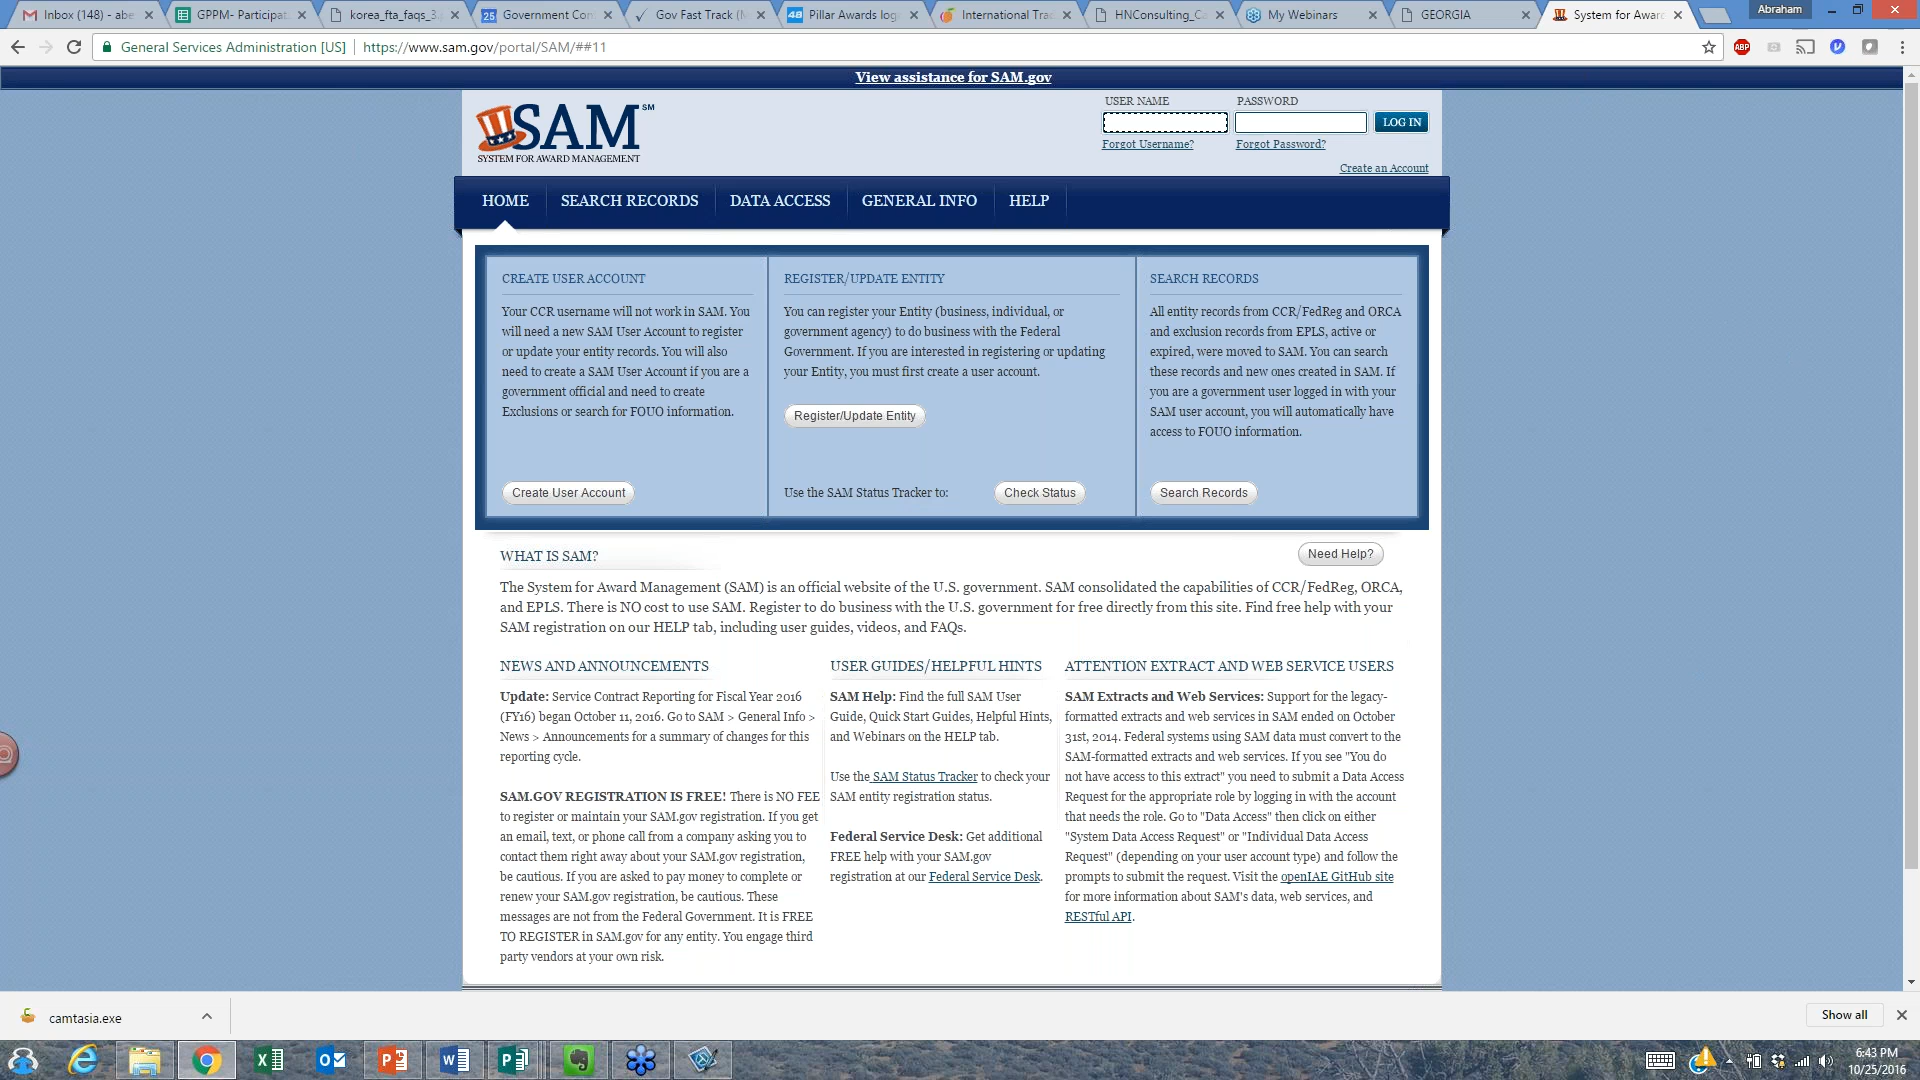 Inbox (148) - abe
GPPM- Participat
korea_fta_faqs_3.
25 Government Con
Gov Fast Track (M
48 Pillar Awards log
International Tra
HNConsulting_Ca
My Webinars
GEORGIA
System for Awar
Abraham
General Services Administration [US] https://www.sam.gov/portal/SAM/##11
ABP
View assistance for SAM.gov
SAM SM
SYSTEM FOR AWARD MANAGEMENT
USER NAME PASSWORD
LOG IN
Forgot Username? Forgot Password?
Create an Account
HOME SEARCH RECORDS DATA ACCESS GENERAL INFO HELP
CREATE USER ACCOUNT
Your CCR username will not work in SAM. You
will need a new SAM User Account to register
or update your entity records. You will also
need to create a SAM User Account if you are a
government official and need to create
Exclusions or search for FOUO information.
Create User Account
REGISTER/UPDATE ENTITY
You can register your Entity (business, individual, or
government agency) to do business with the Federal
Government. If you are interested in registering or updating
your Entity, you must first create a user account.
Register/Update Entity
Use the SAM Status Tracker to: Check Status
SEARCH RECORDS
All entity records from CCR/FedReg and ORCA
and exclusion records from EPLS, active or
expired, were moved to SAM. You can search
these records and new ones created in SAM. If
you are a government user logged in with your
SAM user account, you will automatically have
access to FOUO information.
Search Records
WHAT IS SAM?
Need Help?
The System for Award Management (SAM) is an official website of the U.S. government. SAM consolidated the capabilities of CCR/FedReg, ORCA,
and EPLS. There is NO cost to use SAM. Register to do business with the U.S. government for free directly from this site. Find free help with your
SAM registration on our HELP tab, including user guides, videos, and FAQs.
NEWS AND ANNOUNCEMENTS
Update: Service Contract Reporting for Fiscal Year 2016
(FY16) began October 11, 2016. Go to SAM > General Info >
News > Announcements for a summary of changes for this
reporting cycle.
SAM.GOV REGISTRATION IS FREE! There is NO FEE
to register or maintain your SAM.gov registration. If you get
an email, text, or phone call from a company asking you to
contact them right away about your SAM.gov registration,
be cautious. If you are asked to pay money to complete or
renew your SAM.gov registration, be cautious. These
messages are not from the Federal Government. It is FREE
TO REGISTER in SAM.gov for any entity. You engage third
party vendors at your own risk.
USER GUIDES/HELPFUL HINTS
SAM Help: Find the full SAM User
Guide, Quick Start Guides, Helpful Hints,
and Webinars on the HELP tab.
Use the SAM Status Tracker to check your
SAM entity registration status.
Federal Service Desk: Get additional
FREE help with your SAM.gov
registration at our Federal Service Desk.
ATTENTION EXTRACT AND WEB SERVICE USERS
SAM Extracts and Web Services: Support for the legacy-
formatted extracts and web services in SAM ended on October
31st, 2014. Federal systems using SAM data must convert to the
SAM-formatted extracts and web services. If you see "You do
not have access to this extract" you need to submit a Data Access
Request for the appropriate role by logging in with the account
that needs the role. Go to "Data Access" then click on either
"System Data Access Request" or "Individual Data Access
Request" (depending on your user account type) and follow the
prompts to submit the request. Visit the openIAE GitHub site
for more information about SAM's data, web services, and
RESTful API.
camtasia.exe
Show all
6:43 PM
10/25/2016